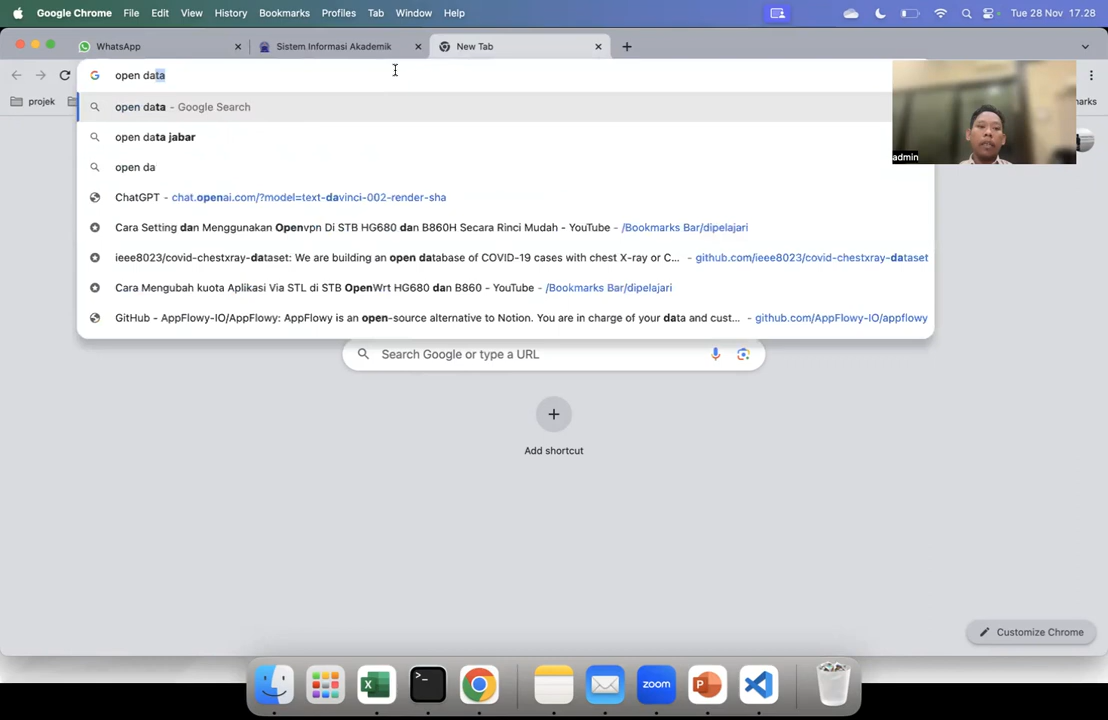 Google Chrome File Edit View History Bookmarks Profiles Tab Window Help Tue 28 Nov 17.28
WhatsApp Sistem Informasi Akademik New Tab
open data
projek
open data - Google Search
open data jabar
open da
ChatGPT - chat.openai.com/?model=text-davinci-002-render-sha
Cara Setting dan Menggunakan Openvpn Di STB HG680 dan B860H Secara Rinci Mudah - YouTube - /Bookmarks Bar/dipelajari
ieee8023/covid-chestxray-dataset: We are building an open database of COVID-19 cases with chest X-ray or C... - github.com/ieee8023/covid-chestxray-dataset
Cara Mengubah kuota Aplikasi Via STL di STB OpenWrt HG680 dan B860 - YouTube - /Bookmarks Bar/dipelajari
GitHub - AppFlowy-IO/AppFlowy: AppFlowy is an open-source alternative to Notion. You are in charge of your data and cust... - github.com/AppFlowy-IO/appflowy
admin
Search Google or type a URL
Add shortcut
Customize Chrome
zoom